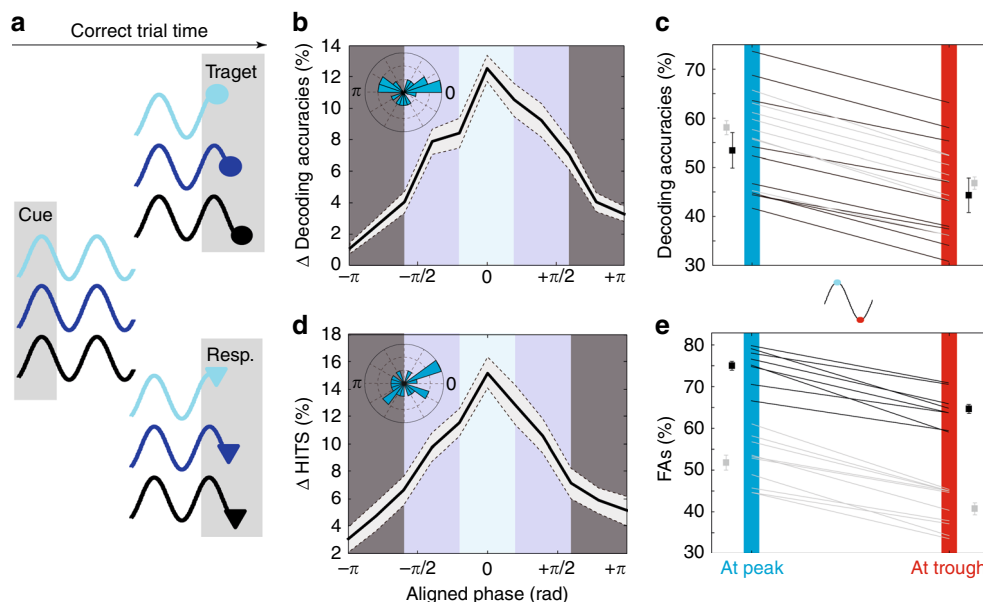 a
Correct trial time
Traget
Cue
Resp.
b
Δ Decoding accuracies (%)
14
12
10
8
6
4
2
0
π
0
−π
−π/2
0
+π/2
+π
c
Decoding accuracies (%)
70
60
50
40
30
d
Δ HITS (%)
18
16
14
12
10
8
6
4
2
π
0
−π
−π/2
0
+π/2
+π
Aligned phase (rad)
e
FAs (%)
80
70
60
50
40
30
At peak
At trough